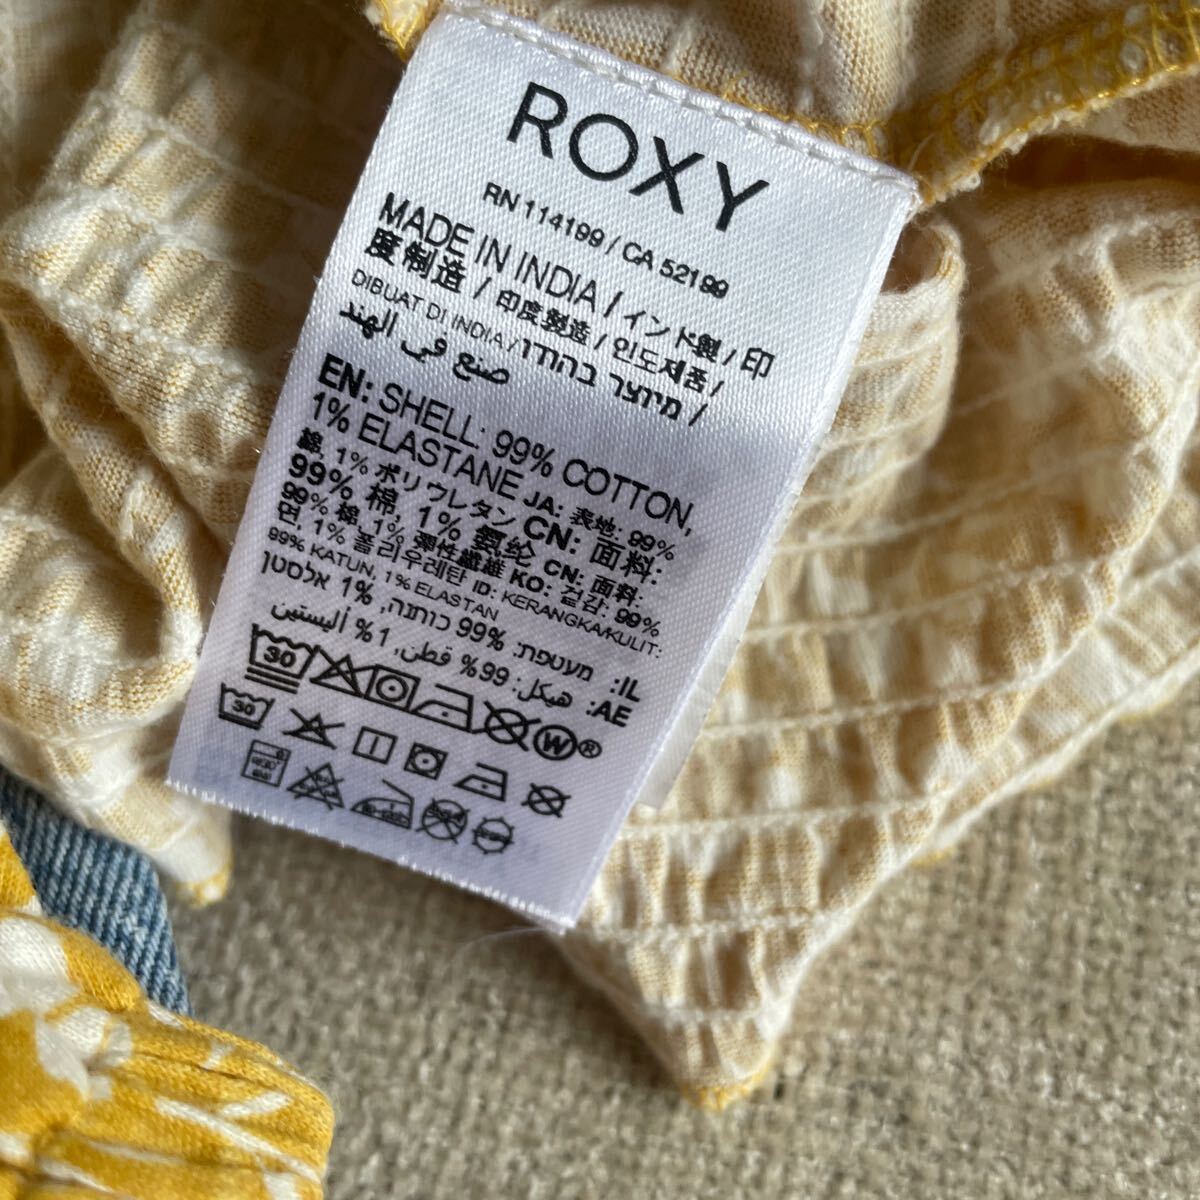 ROXY
RN 114199 / CA 52199
MADE IN INDIA / インド製 / 印
度制造 / 印度製造 / 인도제품 /
DIBUAT DI INDIA / מיוצר בהודו /
صنع في الهند
EN: SHELL: 99% COTTON,
1% ELASTANE JA: 表地: 99%
綿, 1% ポリウレタン CN: 面料:
99% 棉, 1% 氨纶 CN: 面料:
99% 棉, 1% 彈性纖維 KO: 겉감: 99%
면, 1% 폴리우레탄 ID: KERANGKA/KULIT:
99% KATUN, 1% ELASTAN
IL: מעטפת: 99% כותנה, 1% אלסטן
AE: هيكل: 99% قطن, 1% أليستين
30 W®
30